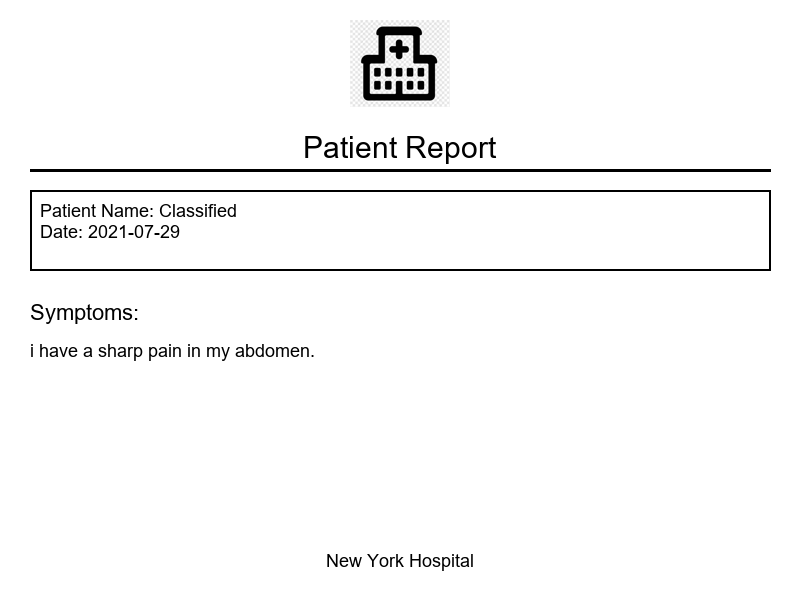 Patient Report
Patient Name: Classified
Date: 2021-07-29
Symptoms:
i have a sharp pain in my abdomen.
New York Hospital